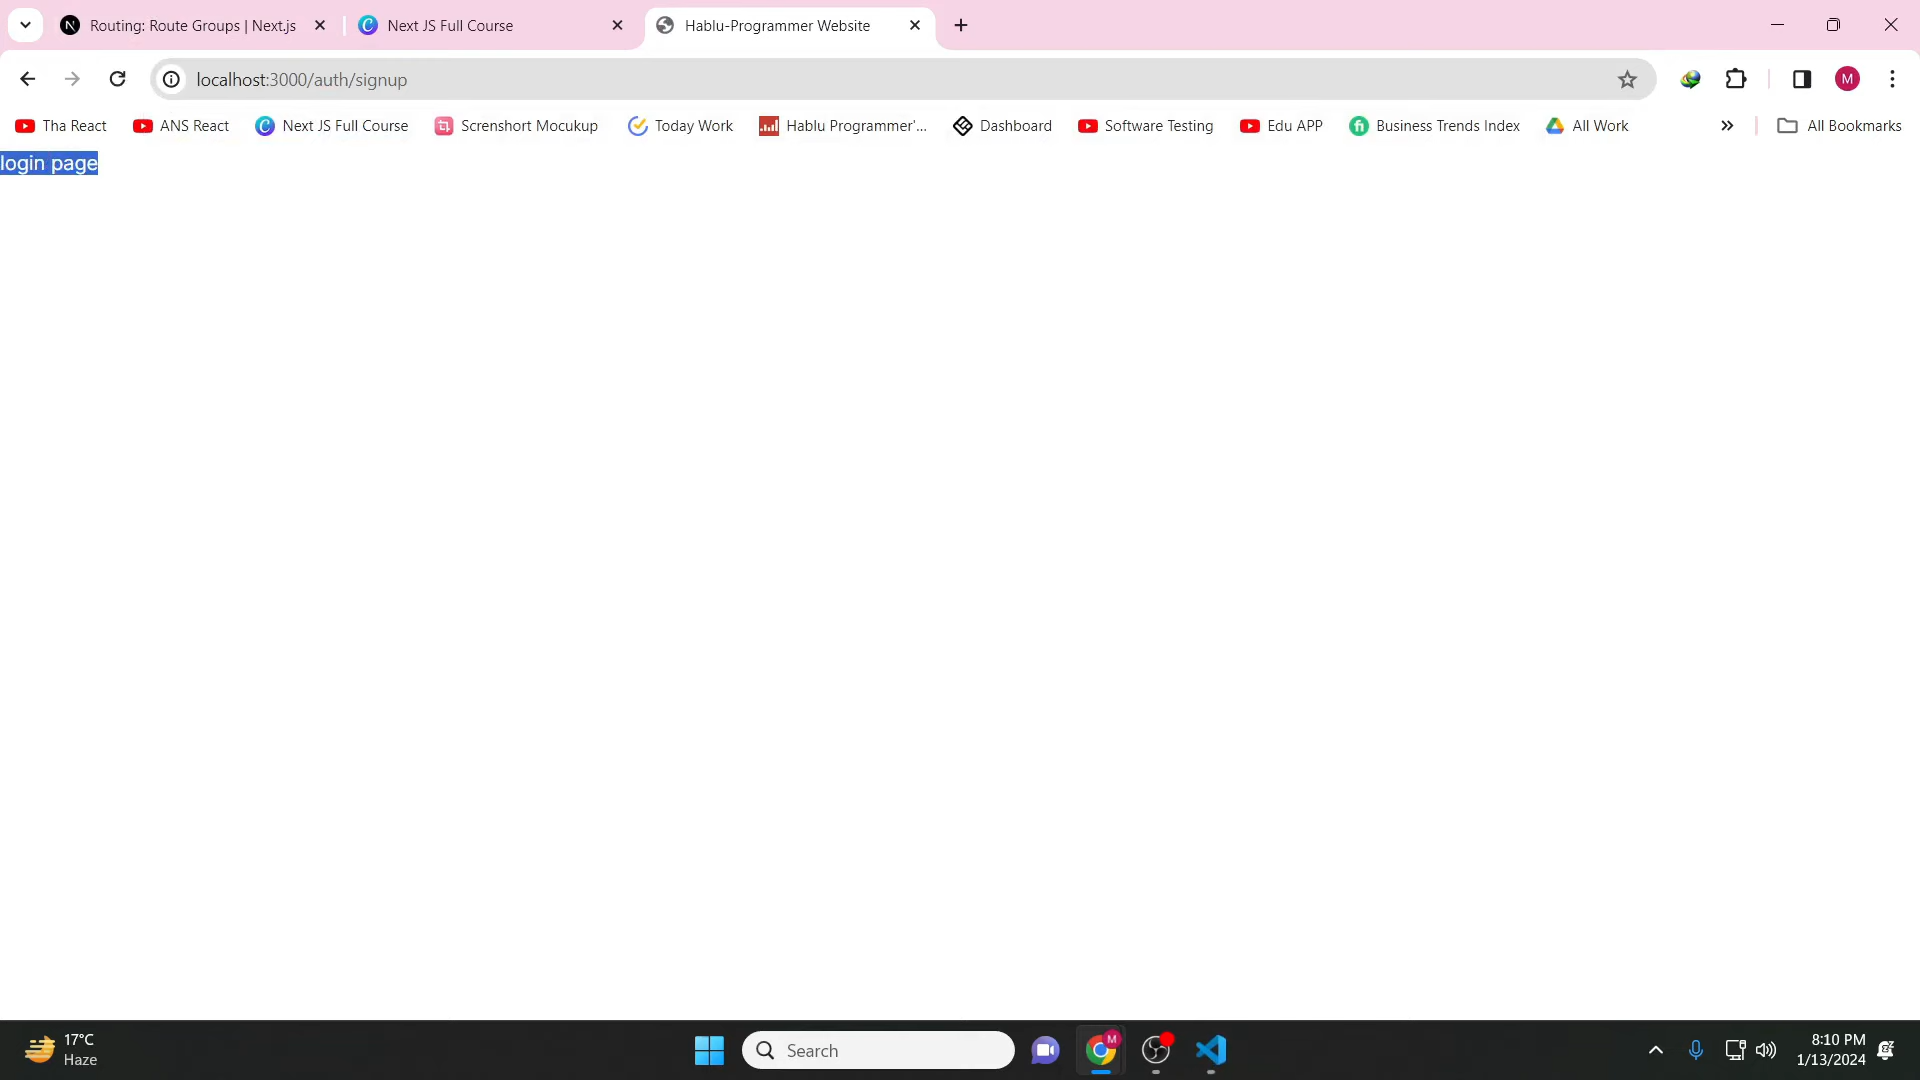 Routing: Route Groups | Next.js
Next JS Full Course
Hablu-Programmer Website
localhost:3000/auth/signup
M
Tha React
ANS React
Next JS Full Course
Screnshort Mocukup
Today Work
Hablu Programmer'...
Dashboard
Software Testing
Edu APP
Business Trends Index
All Work
All Bookmarks
login page
17°C
Haze
Search
M
8:10 PM
1/13/2024